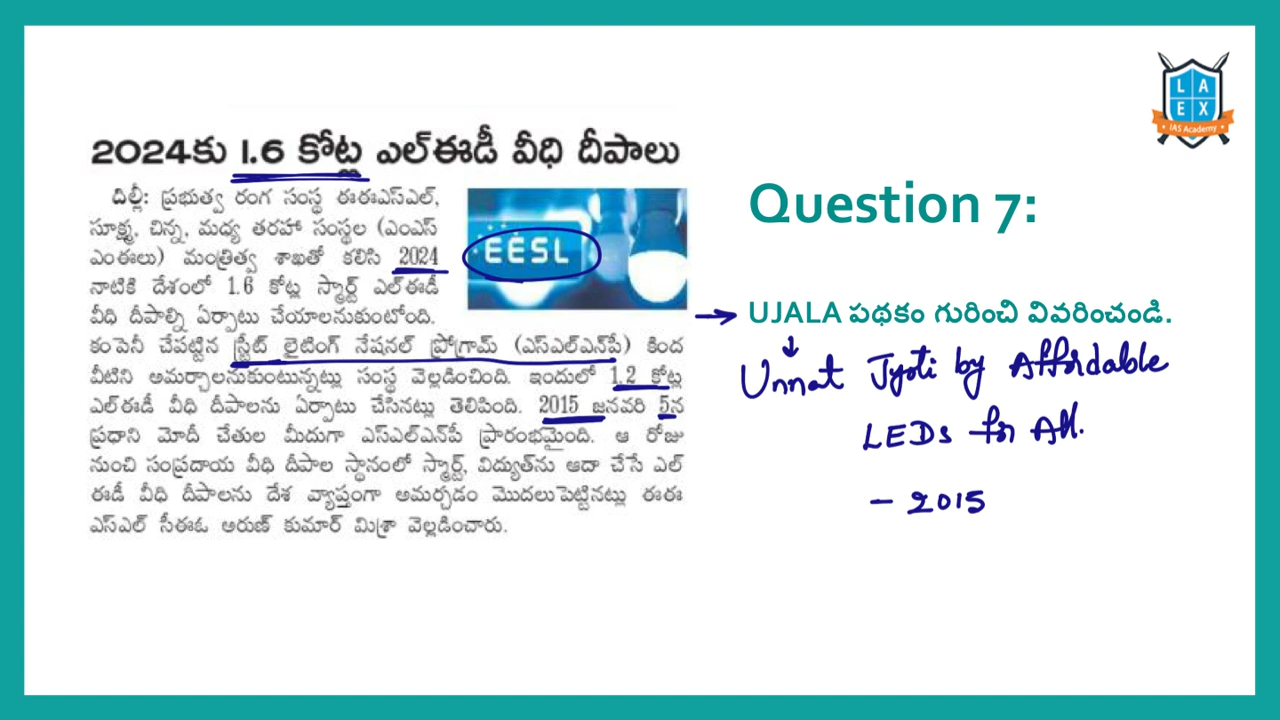 2024కు 1.6 కోట్ల ఎల్ఈడీ వీధి దీపాలు
దిల్లీ: ప్రభుత్వ రంగ సంస్థ ఈఈఎస్ఎల్,
సూక్ష్మ, చిన్న, మధ్య తరహా సంస్థల (ఎంఎస్
ఎంఈలు) మంత్రిత్వ శాఖతో కలిసి 2024
నాటికి దేశంలో 1.6 కోట్ల స్మార్ట్ ఎల్ఈడీ
వీధి దీపాల్ని ఏర్పాటు చేయాలనుకుంటోంది.
కంపెనీ చేపట్టిన స్ట్రీట్ లైటింగ్ నేషనల్ ప్రోగ్రామ్ (ఎస్ఎల్ఎన్‌పీ) కింద
వీటిని అమర్చాలనుకుంటున్నట్లు సంస్థ వెల్లడించింది. ఇందులో 1.2 కోట్ల
ఎల్ఈడీ వీధి దీపాలను ఏర్పాటు చేసినట్లు తెలిపింది. 2015 జనవరి 5న
ప్రధాని మోదీ చేతుల మీదుగా ఎస్ఎల్ఎన్‌పీ ప్రారంభమైంది. ఆ రోజు
నుంచి సంప్రదాయ వీధి దీపాల స్థానంలో స్మార్ట్, విద్యుత్‌ను ఆదా చేసే ఎల్
ఈడీ వీధి దీపాలను దేశ వ్యాప్తంగా అమర్చడం మొదలుపెట్టినట్లు ఈఈ
ఎస్ఎల్ సీఈఓ అరుణ్ కుమార్ మిశ్రా వెల్లడించారు.
EESL
LA
EX
IAS Academy
Question 7:
UJALA పథకం గురించి వివరించండి.
Unnat Jyoti by Affordable
LEDs for All.
- 2015